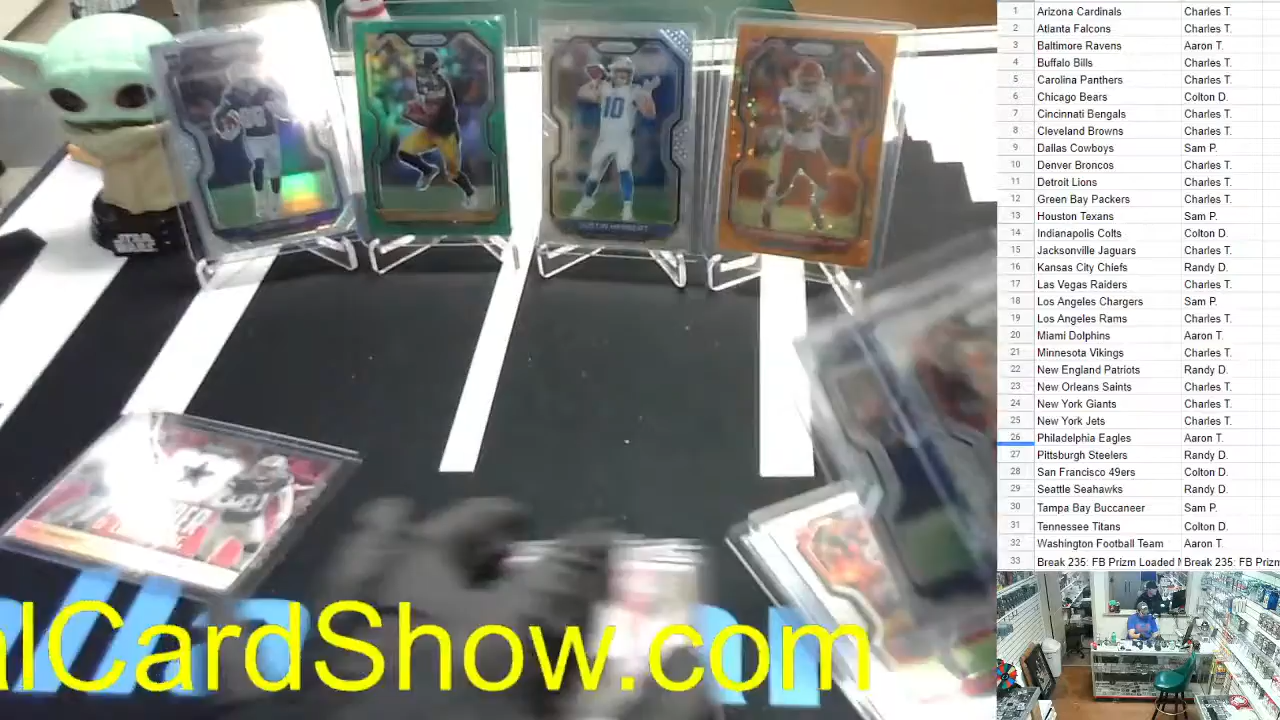 1 Arizona Cardinals Charles T.
2 Atlanta Falcons Charles T.
3 Baltimore Ravens Aaron T.
4 Buffalo Bills Charles T.
5 Carolina Panthers Charles T.
6 Chicago Bears Colton D.
7 Cincinnati Bengals Charles T.
8 Cleveland Browns Charles T.
9 Dallas Cowboys Sam P.
10 Denver Broncos Charles T.
11 Detroit Lions Charles T.
12 Green Bay Packers Charles T.
13 Houston Texans Sam P.
14 Indianapolis Colts Colton D.
15 Jacksonville Jaguars Charles T.
16 Kansas City Chiefs Randy D.
17 Las Vegas Raiders Charles T.
18 Los Angeles Chargers Sam P.
19 Los Angeles Rams Charles T.
20 Miami Dolphins Aaron T.
21 Minnesota Vikings Charles T.
22 New England Patriots Randy D.
23 New Orleans Saints Charles T.
24 New York Giants Charles T.
25 New York Jets Charles T.
26 Philadelphia Eagles Aaron T.
27 Pittsburgh Steelers Randy D.
28 San Francisco 49ers Colton D.
29 Seattle Seahawks Randy D.
30 Tampa Bay Buccaneer Sam P.
31 Tennessee Titans Colton D.
32 Washington Football Team Aaron T.
33 Break 235: FB Prizm Loaded Break 235: FB Prizn
10
JUSTIN HERBERT
STAR WARS
alCardShow.com